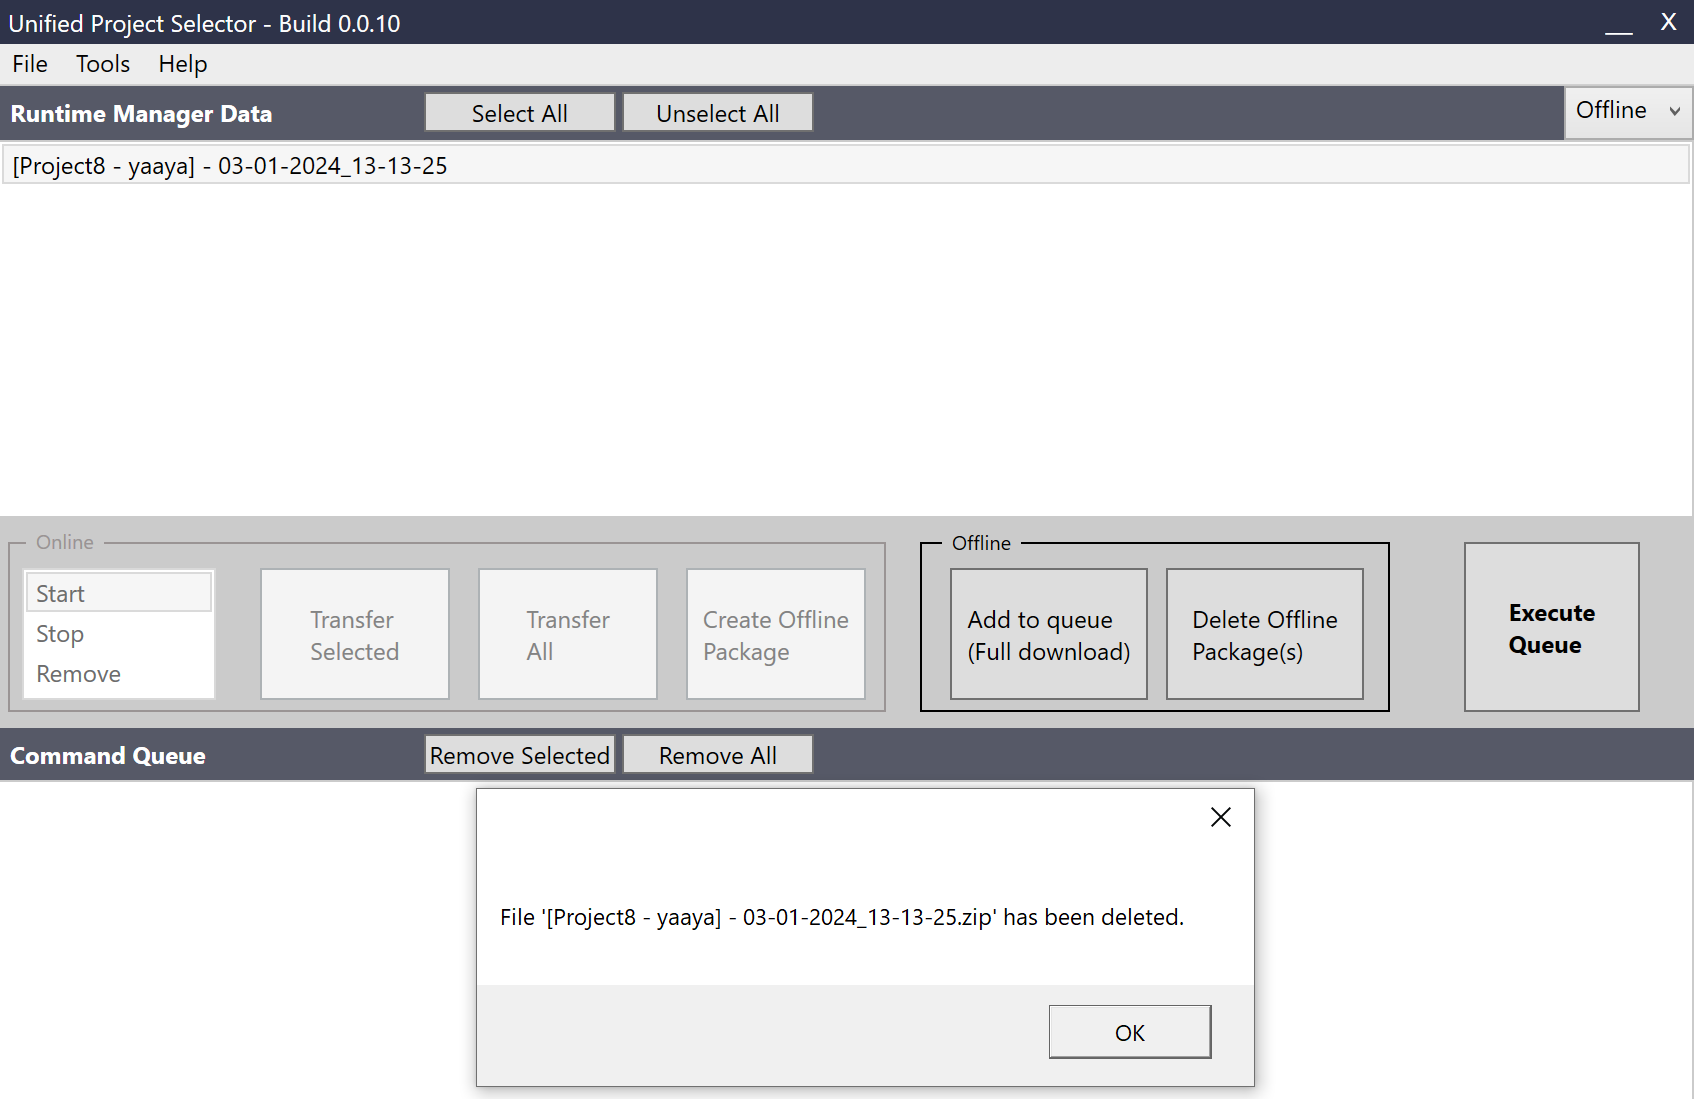 Unified Project Selector - Build 0.0.10
X
File Tools Help
Runtime Manager Data
Select All
Unselect All
Offline
[Project8 - yaaya] - 03-01-2024_13-13-25
Online
Start
Stop
Remove
Transfer
Selected
Transfer
All
Create Offline
Package
Offline
Add to queue
(Full download)
Delete Offline
Package(s)
Execute
Queue
Command Queue
Remove Selected
Remove All
File '[Project8 - yaaya] - 03-01-2024_13-13-25.zip' has been deleted.
OK